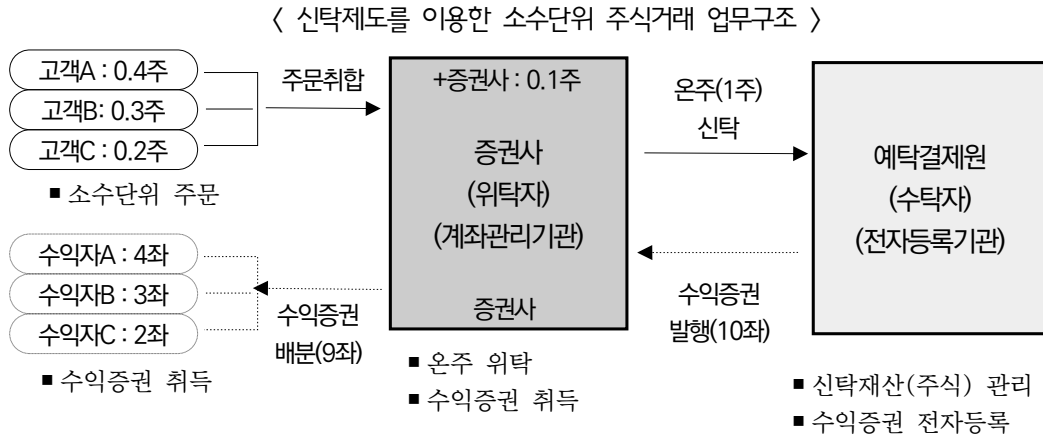 〈 신탁제도를 이용한 소수단위 주식거래 업무구조 〉
고객A : 0.4주
고객B: 0.3주
고객C : 0.2주
■ 소수단위 주문
주문취합
+증권사 : 0.1주
증권사
(위탁자)
(계좌관리기관)
증권사
온주(1주)
신탁
예탁결제원
(수탁자)
(전자등록기관)
수익자A : 4좌
수익자B : 3좌
수익자C : 2좌
■ 수익증권 취득
수익증권
배분(9좌)
■ 온주 위탁
■ 수익증권 취득
수익증권
발행(10좌)
■ 신탁재산(주식) 관리
■ 수익증권 전자등록